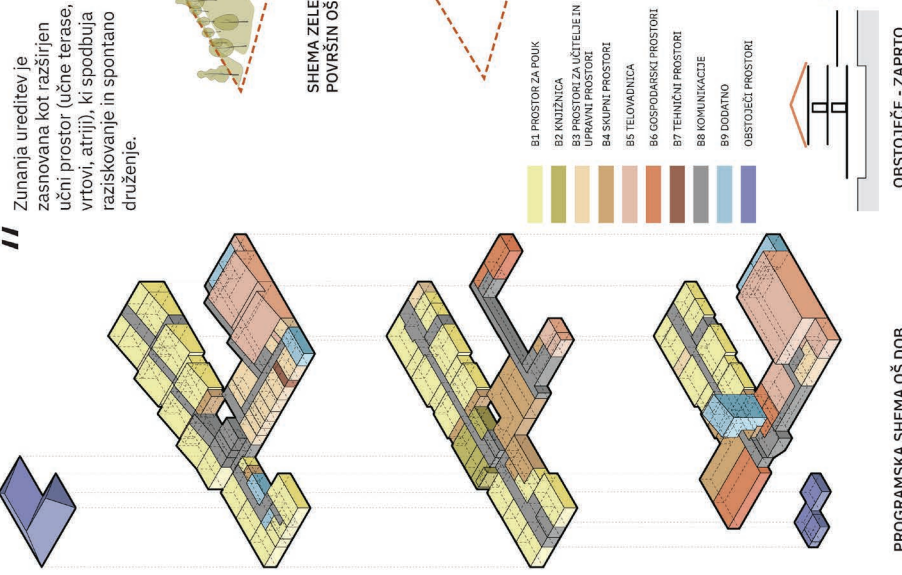 Zunanja ureditev je
zasnovana kot razširjen
učni prostor (učne terase,
vrtovi, atriji), ki spodbuja
raziskovanje in spontano
druženje.
SHEMA ZELE
POVRŠIN OŠ
B1 PROSTOR ZA POUK
B2 KNJIŽNICA
B3 PROSTORI ZA UČITELJE IN
UPRAVNI PROSTORI
B4 SKUPNI PROSTORI
B5 TELOVADNICA
B6 GOSPODARSKI PROSTORI
B7 TEHNIČNI PROSTORI
B8 KOMUNIKACIJE
B9 DODATNO
OBSTOJEČI PROSTORI
OBSTOJEČE - ZAPRTO
PROGRAMSKA SHEMA OŠ DOB